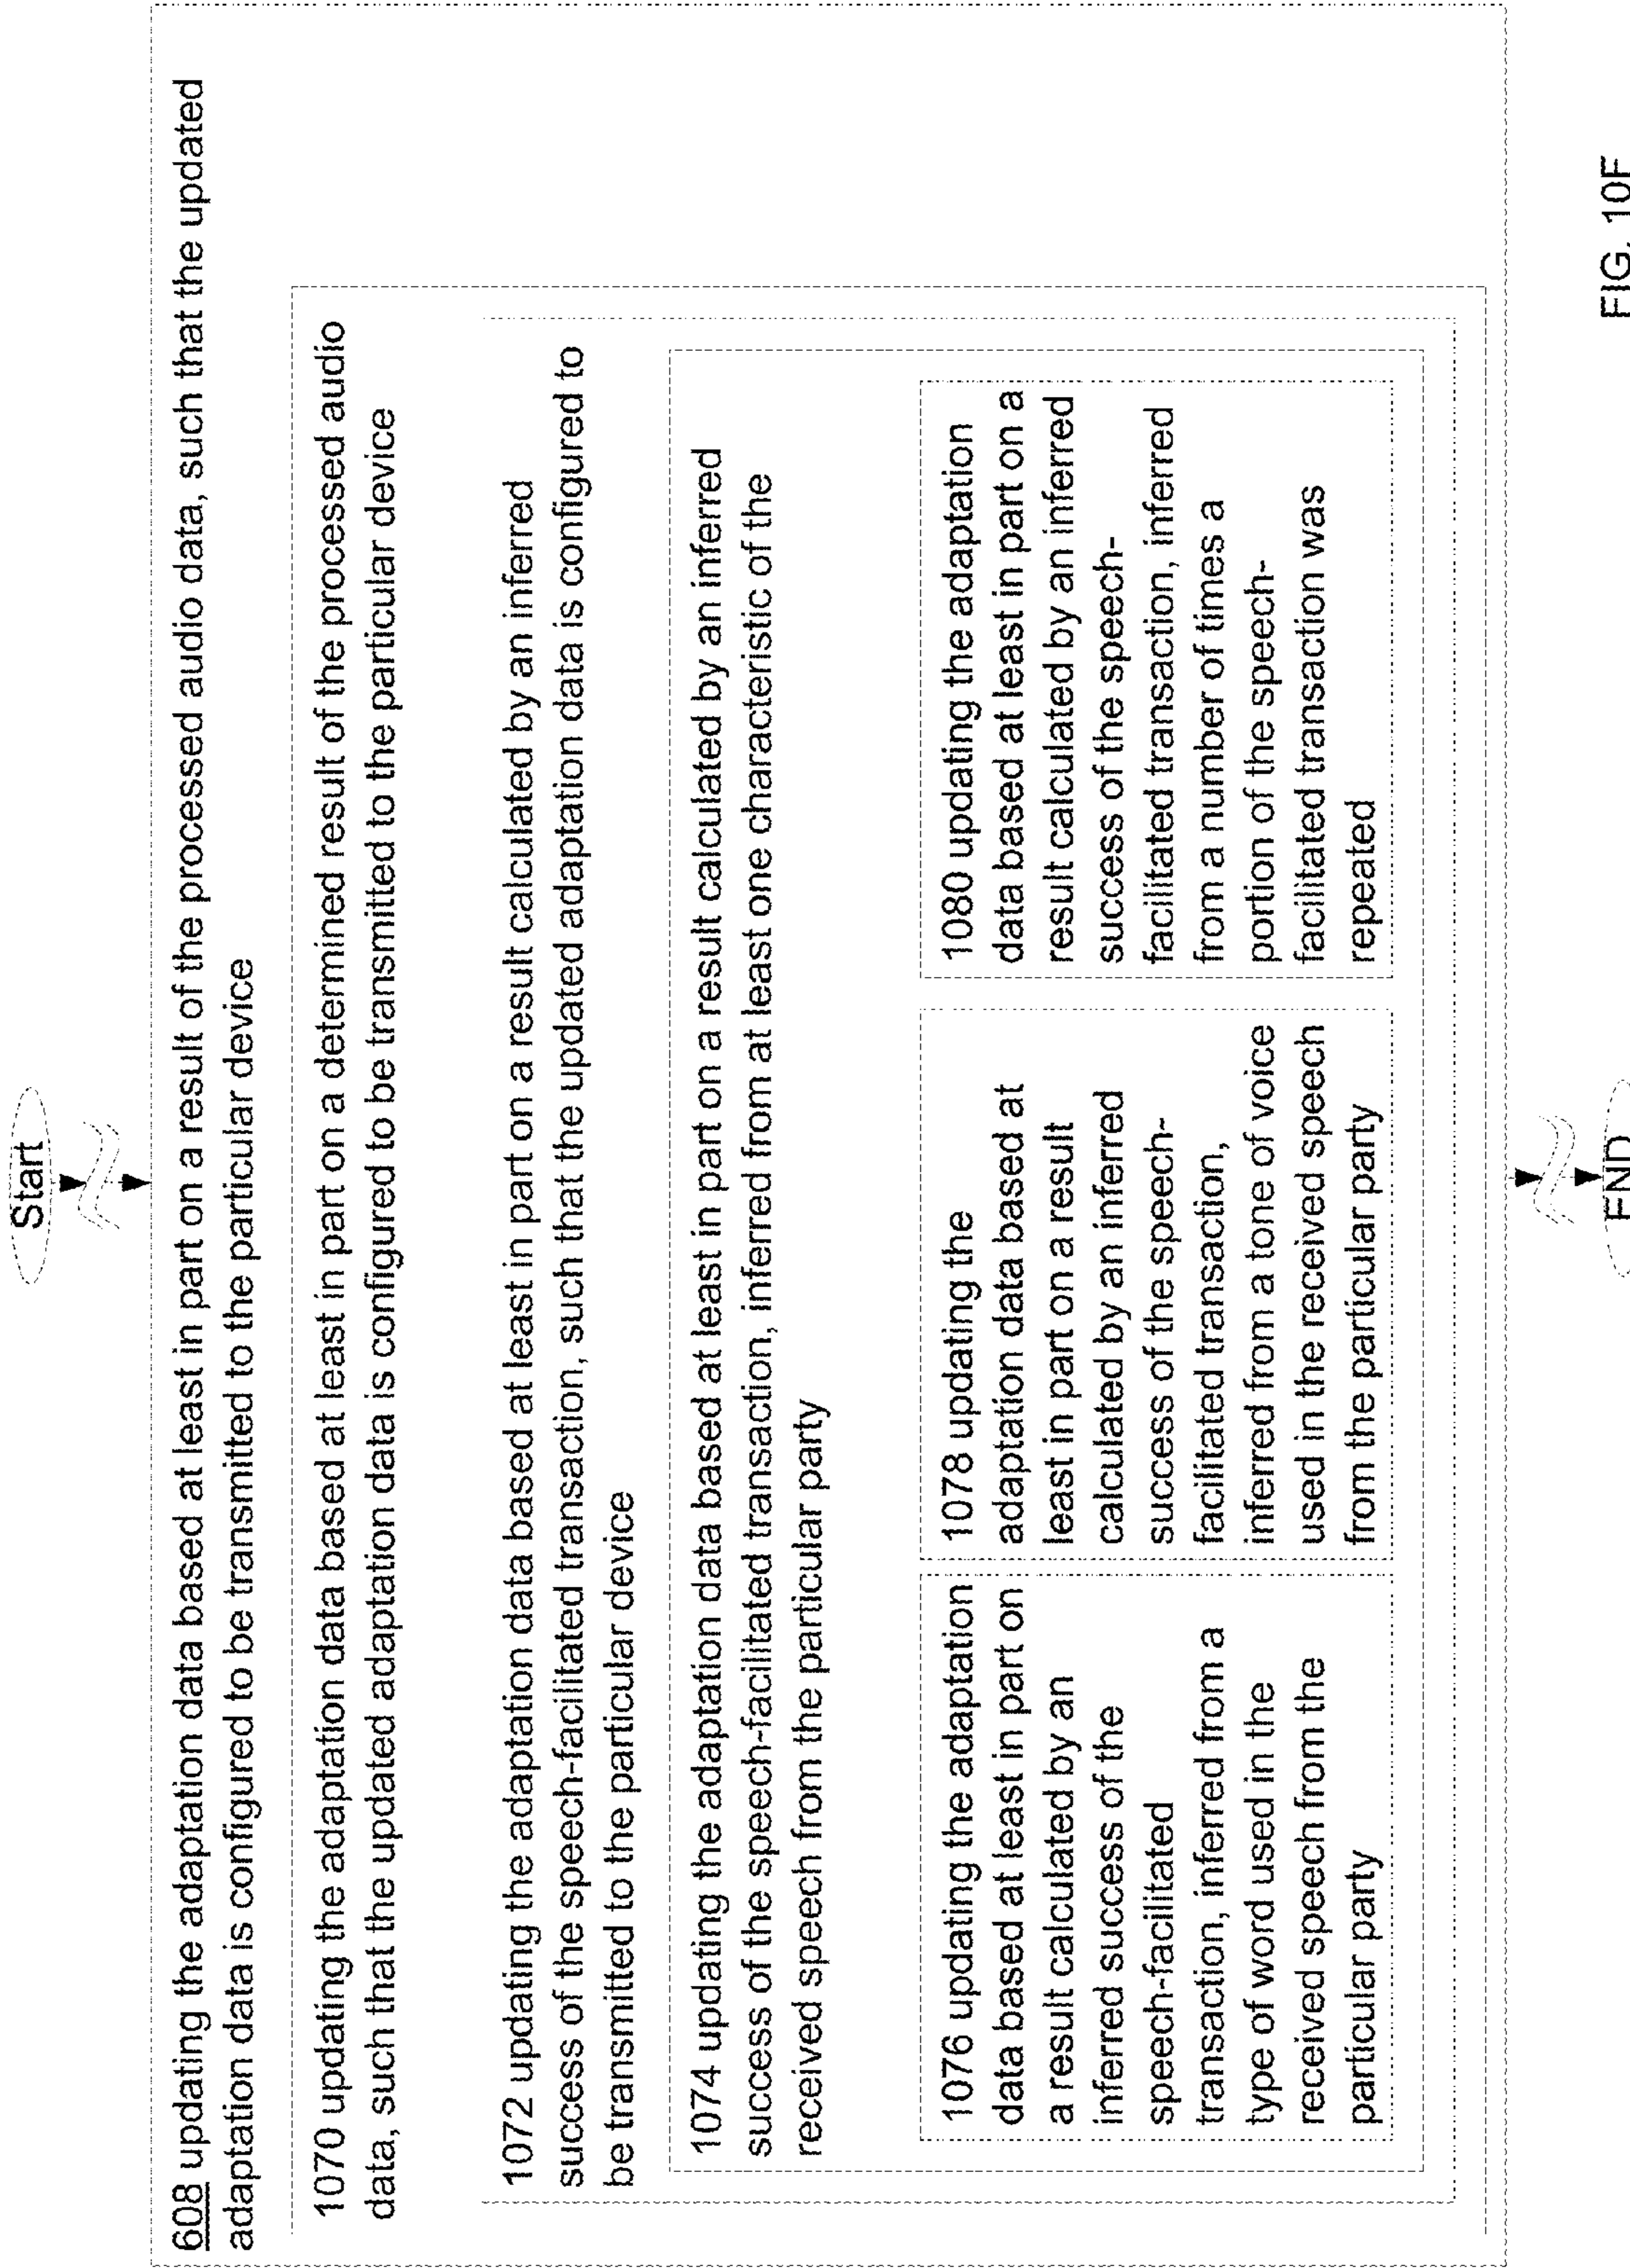 Start
608 updating the adaptation data based at least in part on a result of the processed audio data, such that the updated
adaptation data is configured to be transmitted to the particular device
1070 updating the adaptation data based at least in part on a determined result of the processed audio
data, such that the updated adaptation data is configured to be transmitted to the particular device
1072 updating the adaptation data based at least in part on a result calculated by an inferred
success of the speech-facilitated transaction, such that the updated adaptation data is configured to
be transmitted to the particular device
1074 updating the adaptation data based at least in part on a result calculated by an inferred
success of the speech-facilitated transaction, inferred from at least one characteristic of the
received speech from the particular party
1076 updating the adaptation
data based at least in part on
a result calculated by an
inferred success of the
speech-facilitated
transaction, inferred from a
type of word used in the
received speech from the
particular party
1078 updating the
adaptation data based at
least in part on a result
calculated by an inferred
success of the speech-
facilitated transaction,
inferred from a tone of voice
used in the received speech
from the particular party
1080 updating the adaptation
data based at least in part on a
result calculated by an inferred
success of the speech-
facilitated transaction, inferred
from a number of times a
portion of the speech-
facilitated transaction was
repeated
END
FIG. 10F